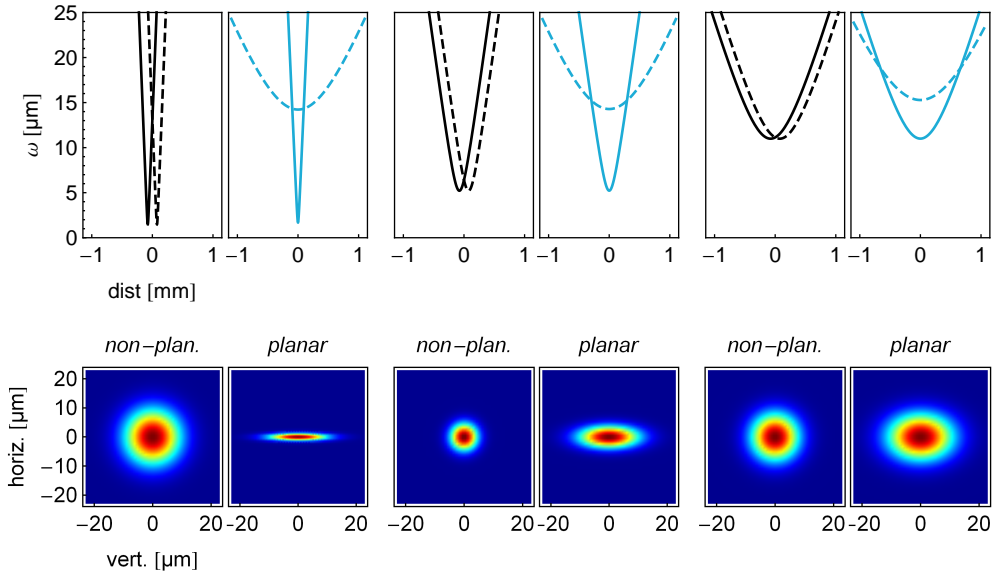 25
20
15
10
5
0
ω [μm]
−1 0 1 −1 0 1 −1 0 1 −1 0 1 −1 0 1 −1 0 1
dist [mm]
non−plan. planar non−plan. planar non−plan. planar
20
10
0
−10
−20
horiz. [μm]
−20 0 20 −20 0 20 −20 0 20 −20 0 20 −20 0 20 −20 0 20
vert. [μm]